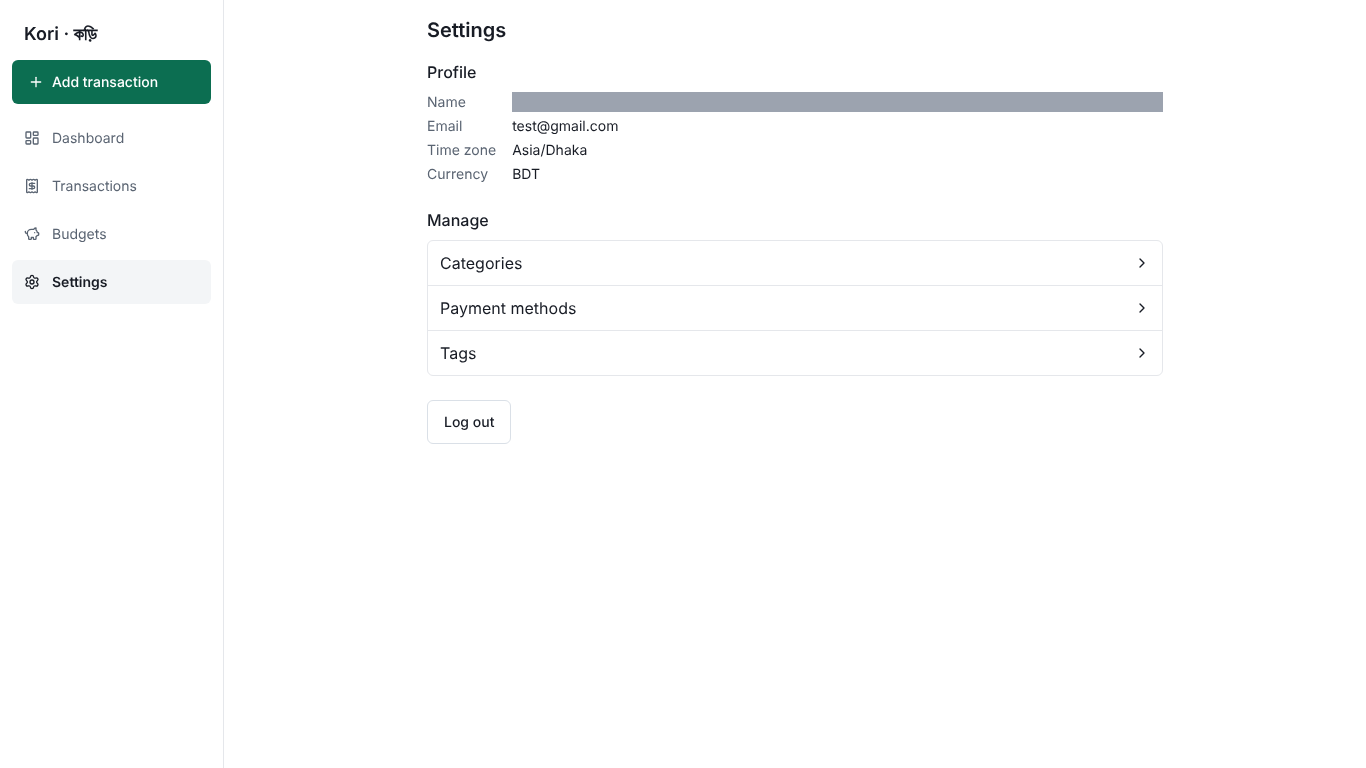 Kori · কড়ি
Add transaction
Dashboard
Transactions
Budgets
Settings
Settings
Profile
Name
Email test@gmail.com
Time zone Asia/Dhaka
Currency BDT
Manage
Categories
Payment methods
Tags
Log out